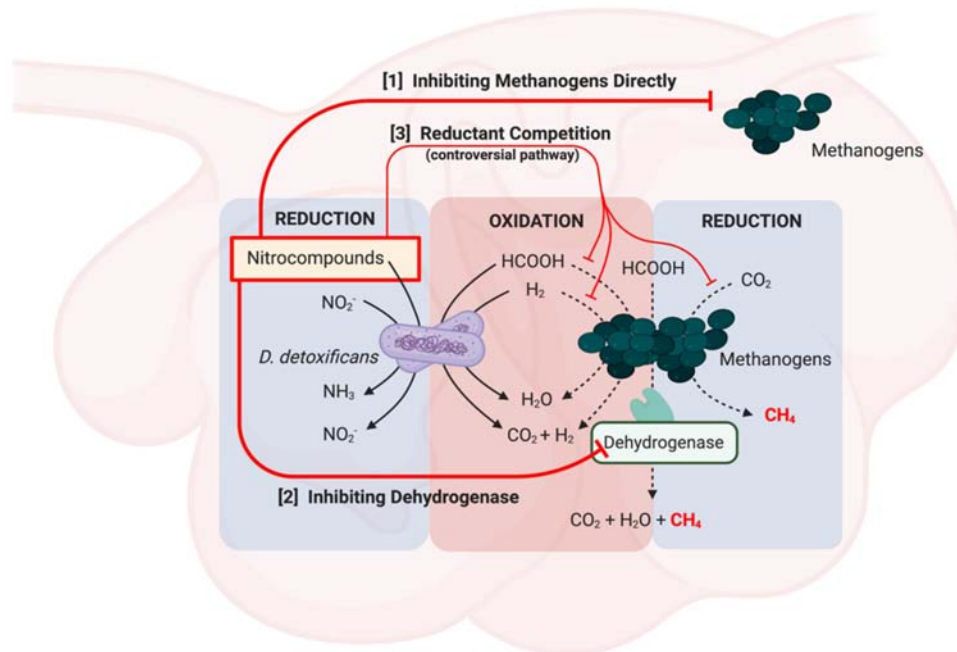 [1] Inhibiting Methanogens Directly
[3] Reductant Competition
(controversial pathway)
Methanogens
REDUCTION
OXIDATION
REDUCTION
Nitrocompounds
HCOOH
HCOOH
H₂
CO₂
NO₂⁻
D. detoxificans
Methanogens
NH₃
H₂O
CH₄
NO₂⁻
CO₂ + H₂
Dehydrogenase
[2] Inhibiting Dehydrogenase
CO₂ + H₂O + CH₄